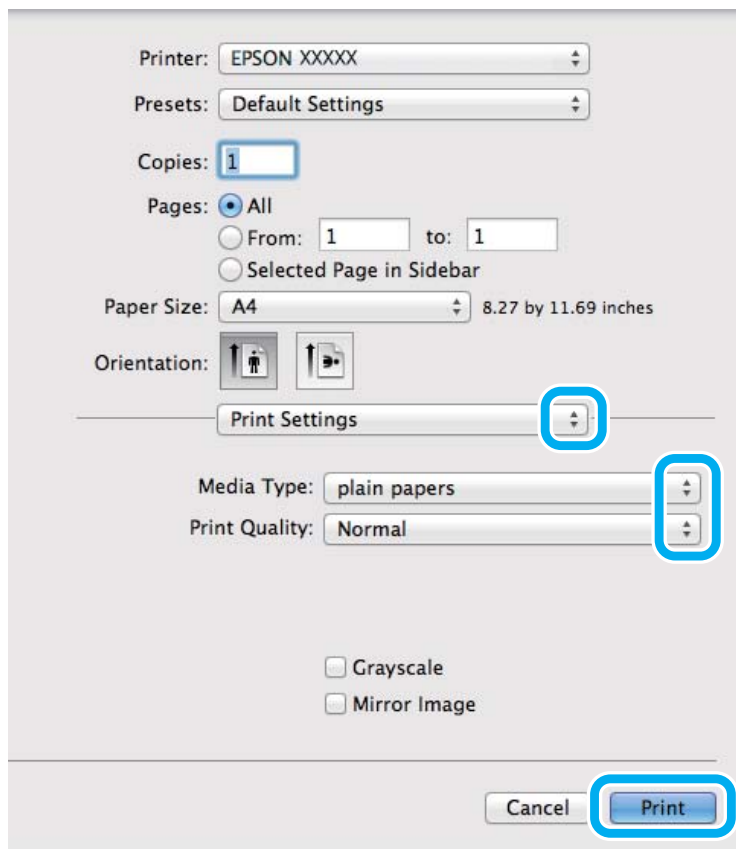 Printer: EPSON XXXXX
Presets: Default Settings
Copies: 1
Pages: All
From: 1 to: 1
Selected Page in Sidebar
Paper Size: A4 8.27 by 11.69 inches
Orientation:
Print Settings
Media Type: plain papers
Print Quality: Normal
Grayscale
Mirror Image
Cancel Print